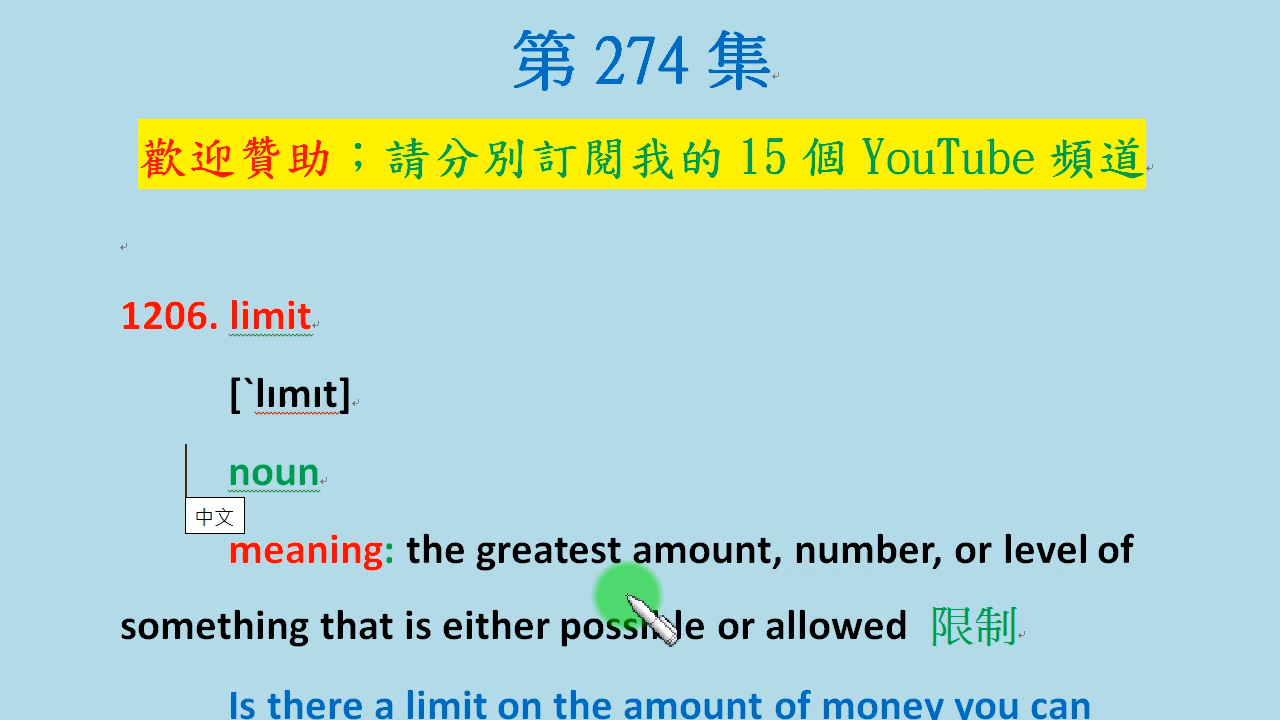 第 274 集
歡迎贊助；請分別訂閱我的 15 個 YouTube 頻道
1206. limit
[`lɪmɪt]
noun
中文
meaning: the greatest amount, number, or level of
something that is either possible or allowed 限制
Is there a limit on the amount of money you can